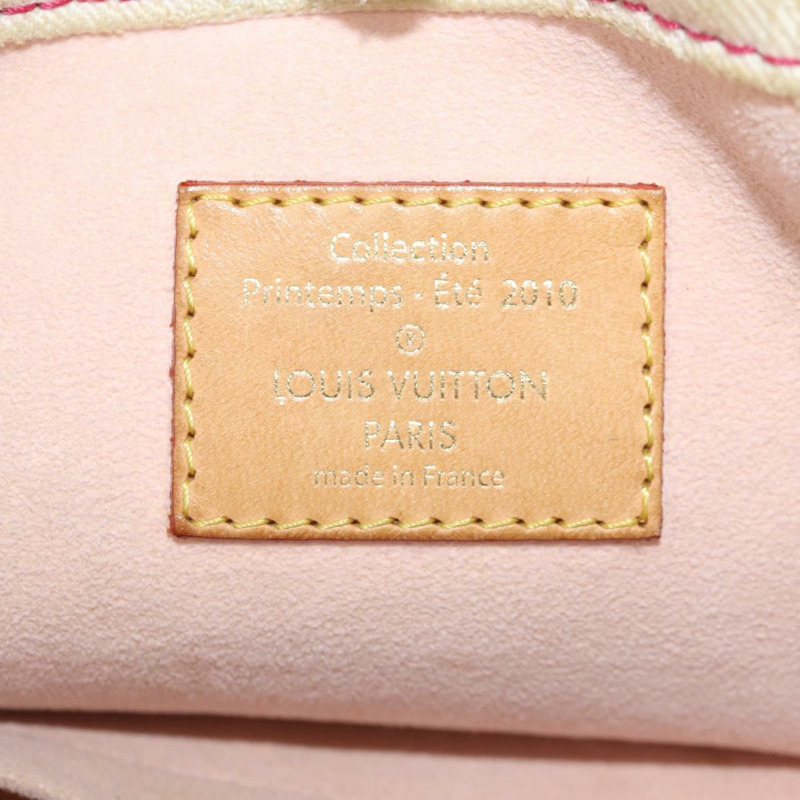 Collection
Printemps - Été 2010
®
LOUIS VUITTON
PARIS
made in France